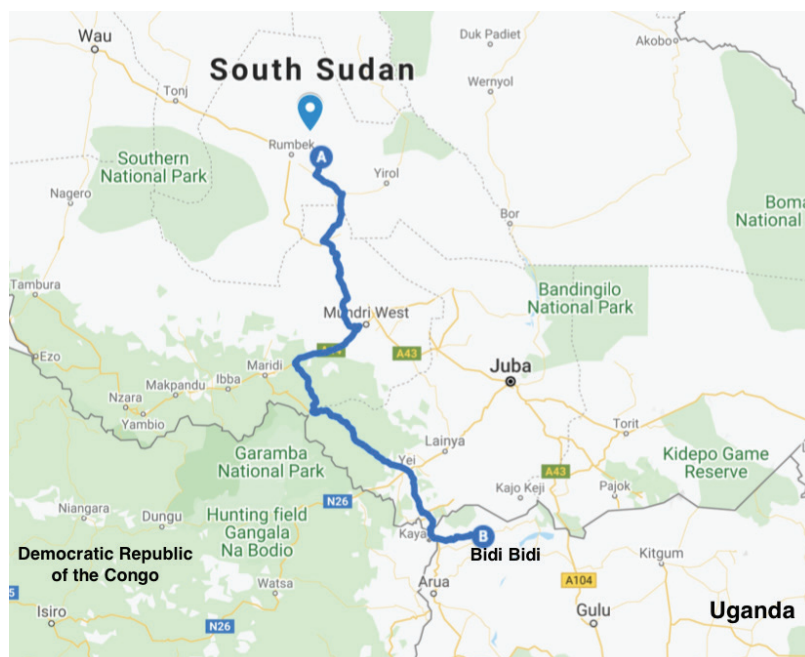 Wau
Duk Padiet
Akobo
South Sudan
Tonj
Wernyol
Rumbek
A
Southern
National Park
Yirol
Nagero
Boma
National
Bor
Tambura
Bandingilo
National Park
Mundri West
Ezo
A43
Juba
Maridi
Ibba
Makpandu
Nzara
Yambio
Torit
Lainya
Garamba
National Park
Yei
Kidepo Game
Reserve
A43
Kajo Keji
Pajok
N26
Niangara
Dungu
Hunting field
Gangala
Na Bodio
Kaya
B
Bidi Bidi
Democratic Republic
of the Congo
Kitgum
Watsa
Arua
A104
Uganda
Isiro
N26
Gulu